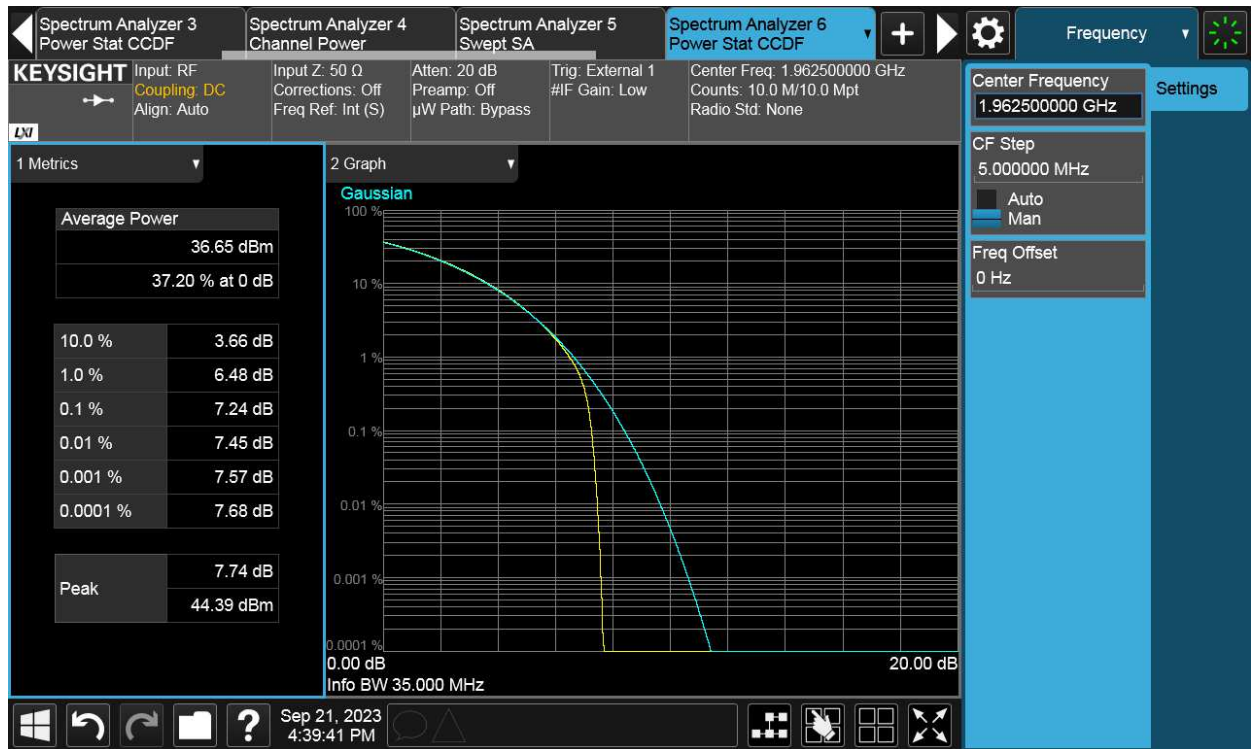 Spectrum Analyzer 3
Power Stat CCDF
Spectrum Analyzer 4
Channel Power
Spectrum Analyzer 5
Swept SA
Spectrum Analyzer 6
Power Stat CCDF
Frequency
KEYSIGHT
LXI
Input: RF
Coupling: DC
Align: Auto
Input Z: 50 Ω
Corrections: Off
Freq Ref: Int (S)
Atten: 20 dB
Preamp: Off
µW Path: Bypass
Trig: External 1
#IF Gain: Low
Center Freq: 1.962500000 GHz
Counts: 10.0 M/10.0 Mpt
Radio Std: None
Center Frequency
1.962500000 GHz
Settings
CF Step
5.000000 MHz
Auto
Man
Freq Offset
0 Hz
1 Metrics
Average Power
36.65 dBm
37.20 % at 0 dB
10.0 % 3.66 dB
1.0 % 6.48 dB
0.1 % 7.24 dB
0.01 % 7.45 dB
0.001 % 7.57 dB
0.0001 % 7.68 dB
Peak
7.74 dB
44.39 dBm
2 Graph
Gaussian
100 %
10 %
1 %
0.1 %
0.01 %
0.001 %
0.0001 %
0.00 dB 20.00 dB
Info BW 35.000 MHz
?
Sep 21, 2023
4:39:41 PM